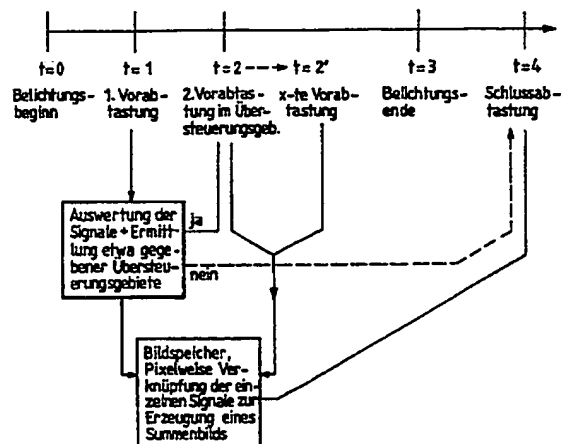 t=0 t=1 t=2 t=2' t=3 t=4
Belichtungs- 1. Vorab- 2.Vorabtas- x-te Vorab- Belichtungs- Schlussab-
beginn tastung tung im Über- tastung ende tastung
steuerungsgeb.
Auswertung der
Signale + Ermitt-
lung etwa gege-
bener Übersteu-
erungsgebiete
ja
nein
Bildspeicher,
Pixelweise Ver-
knüpfung der ein-
zelnen Signale zur
Erzeugung eines
Summenbilds